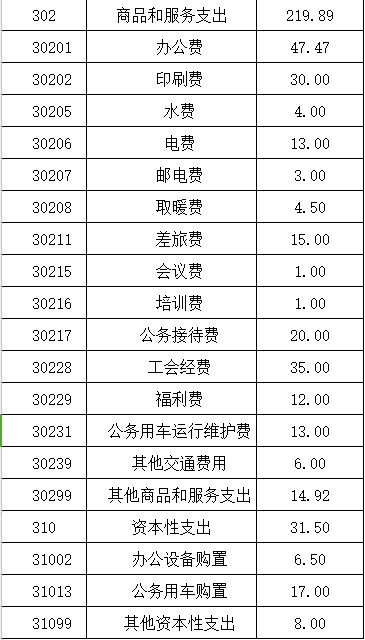 302 商品和服务支出 219.89
30201 办公费 47.47
30202 印刷费 30.00
30205 水费 4.00
30206 电费 13.00
30207 邮电费 3.00
30208 取暖费 4.50
30211 差旅费 15.00
30215 会议费 1.00
30216 培训费 1.00
30217 公务接待费 20.00
30228 工会经费 35.00
30229 福利费 12.00
30231 公务用车运行维护费 13.00
30239 其他交通费用 6.00
30299 其他商品和服务支出 14.92
310 资本性支出 31.50
31002 办公设备购置 6.50
31013 公务用车购置 17.00
31099 其他资本性支出 8.00